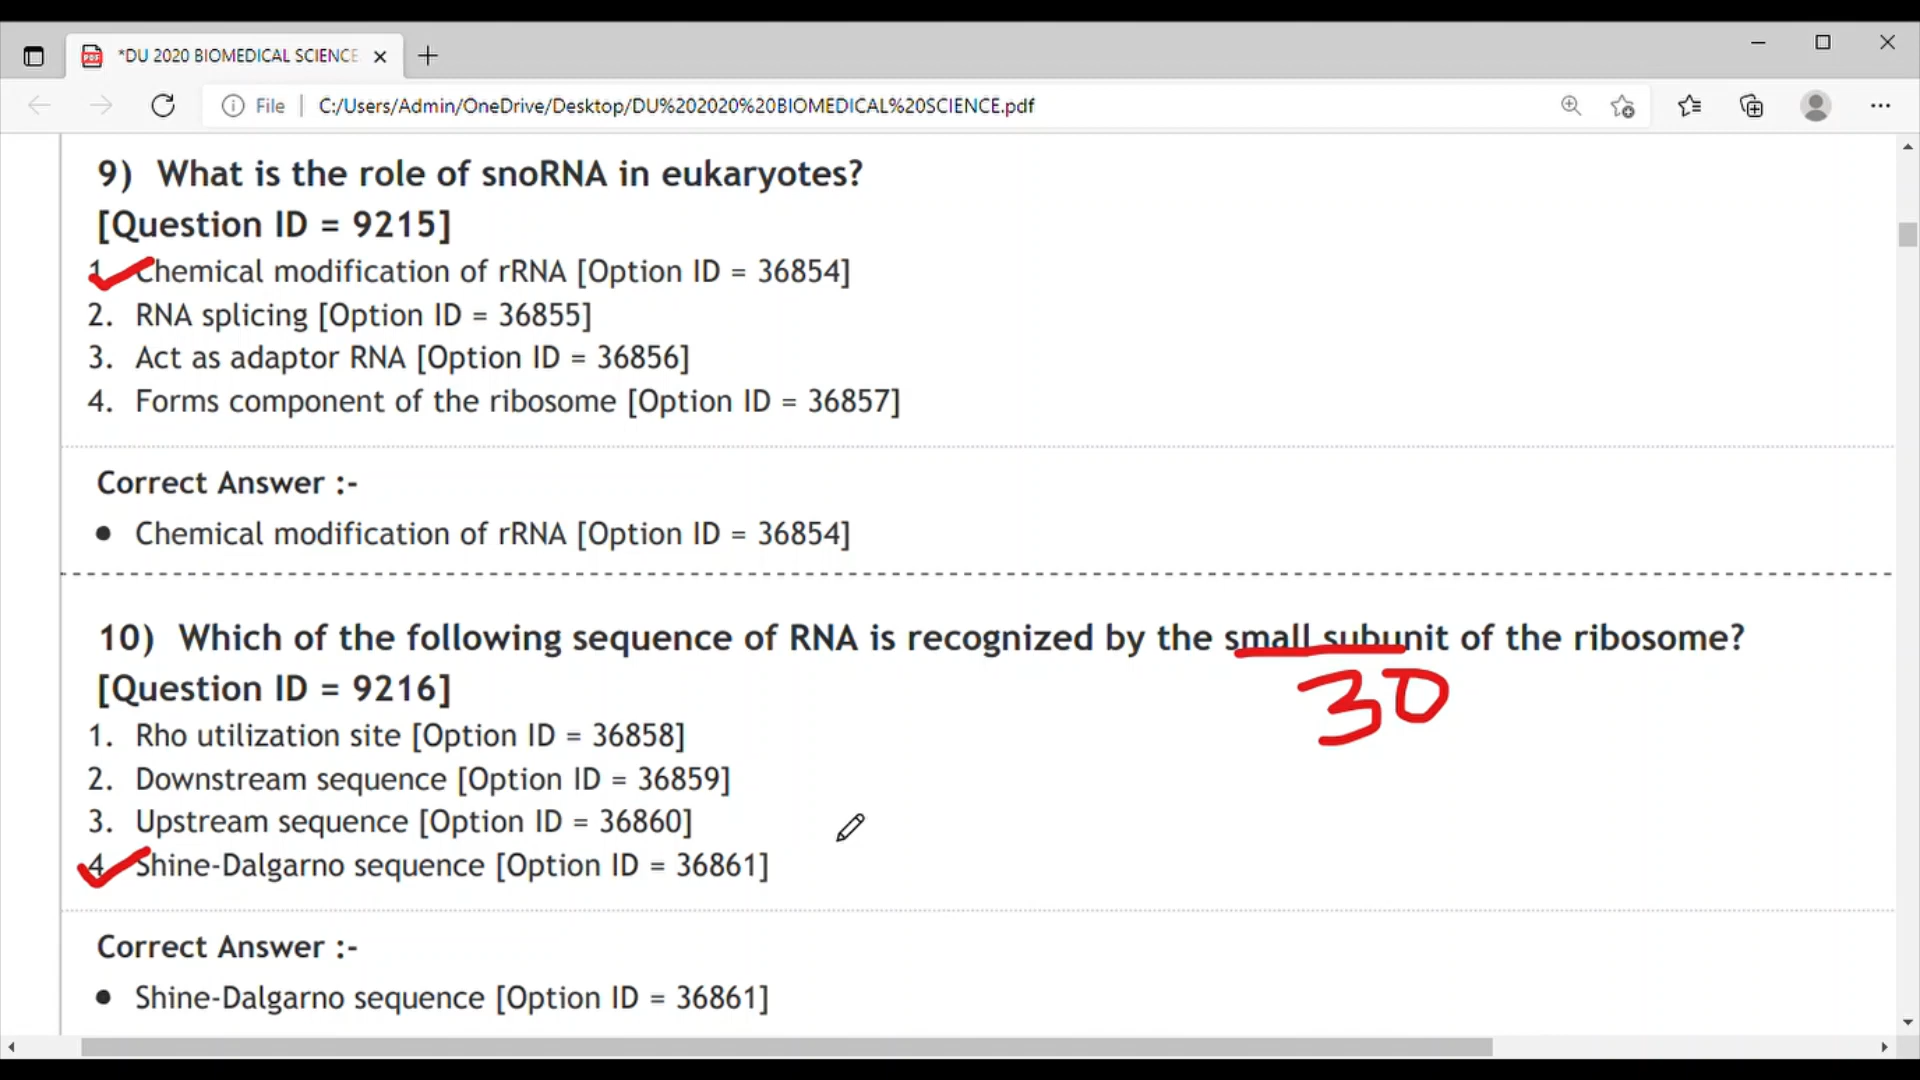 *DU 2020 BIOMEDICAL SCIENCE
File | C:/Users/Admin/OneDrive/Desktop/DU%202020%20BIOMEDICAL%20SCIENCE.pdf
9) What is the role of snoRNA in eukaryotes?
[Question ID = 9215]
1. Chemical modification of rRNA [Option ID = 36854]
2. RNA splicing [Option ID = 36855]
3. Act as adaptor RNA [Option ID = 36856]
4. Forms component of the ribosome [Option ID = 36857]
Correct Answer :-
• Chemical modification of rRNA [Option ID = 36854]
10) Which of the following sequence of RNA is recognized by the small subunit of the ribosome?
[Question ID = 9216]
30
1. Rho utilization site [Option ID = 36858]
2. Downstream sequence [Option ID = 36859]
3. Upstream sequence [Option ID = 36860]
4. Shine-Dalgarno sequence [Option ID = 36861]
Correct Answer :-
• Shine-Dalgarno sequence [Option ID = 36861]